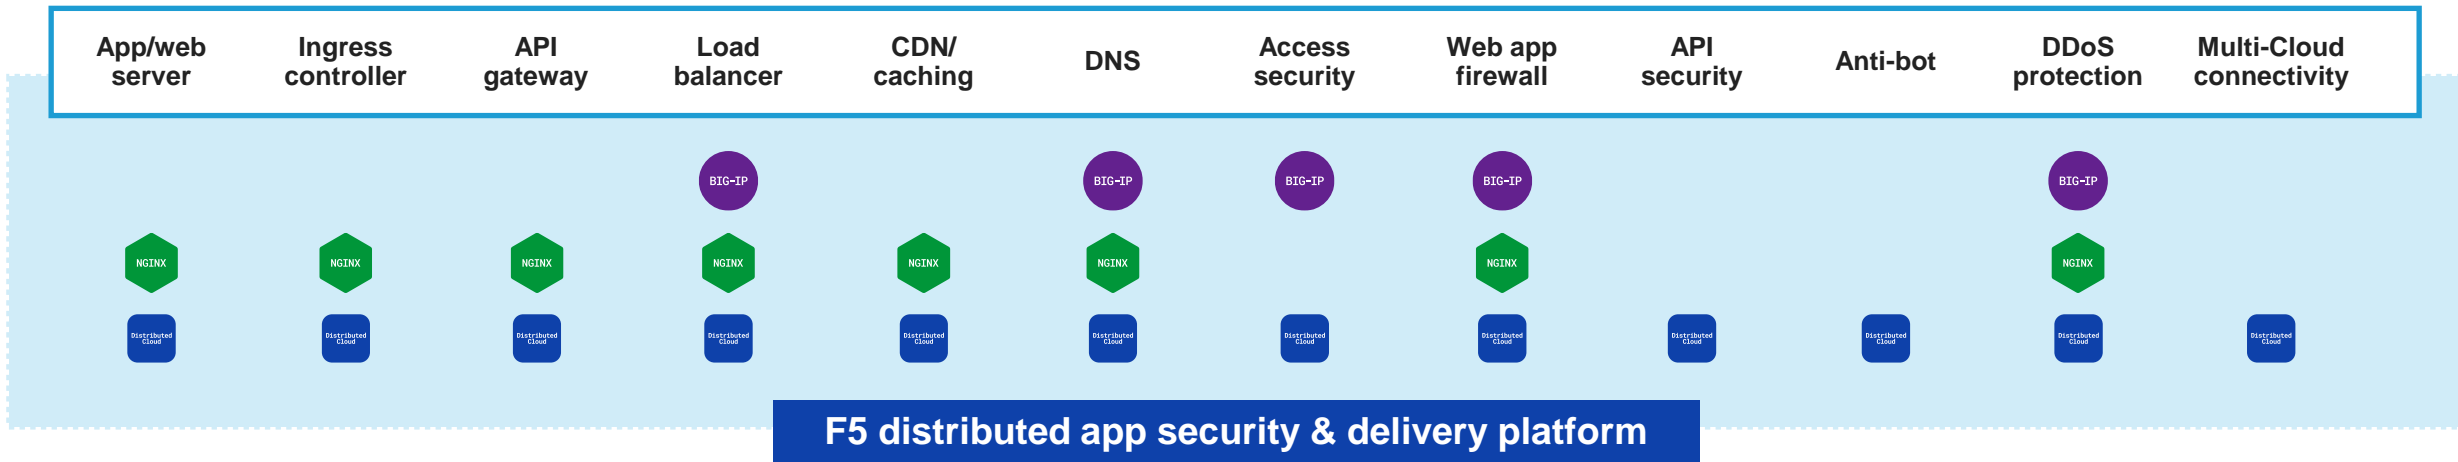 App/web
server
Ingress
controller
API
gateway
Load
balancer
CDN/
caching
DNS
Access
security
Web app
firewall
API
security
Anti-bot
DDoS
protection
Multi-Cloud
connectivity
BIG-IP
BIG-IP
BIG-IP
BIG-IP
BIG-IP
NGINX
NGINX
NGINX
NGINX
NGINX
NGINX
NGINX
NGINX
Distributed
Cloud
Distributed
Cloud
Distributed
Cloud
Distributed
Cloud
Distributed
Cloud
Distributed
Cloud
Distributed
Cloud
Distributed
Cloud
Distributed
Cloud
Distributed
Cloud
Distributed
Cloud
Distributed
Cloud
F5 distributed app security & delivery platform